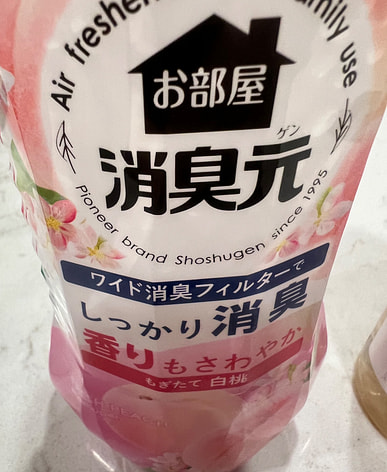 Air freshener
family use
お部屋
消臭元
ゲン
Pioneer brand Shoshugen since 1995
ワイド消臭フィルターで
しっかり消臭
香りもさわやか
もぎたて 白桃